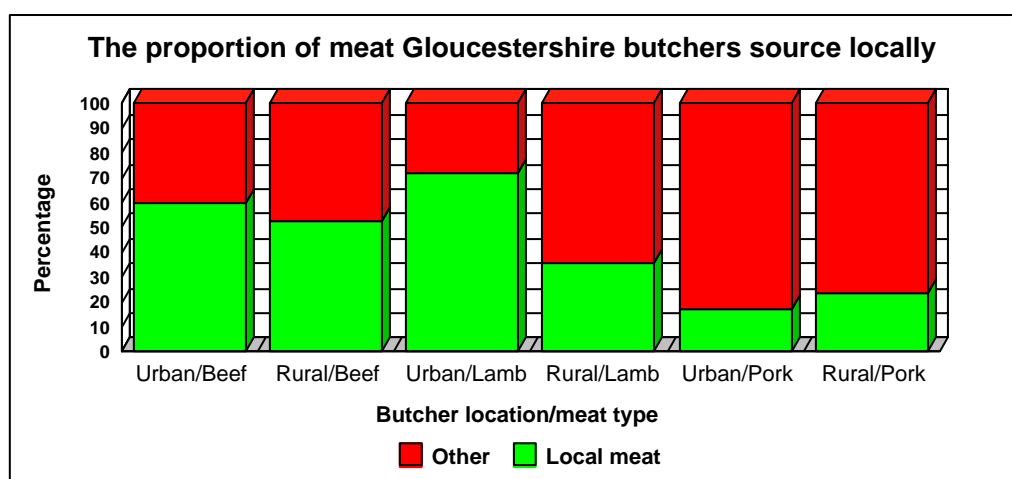 The proportion of meat Gloucestershire butchers source locally
Percentage
100
90
80
70
60
50
40
30
20
10
0
Urban/Beef Rural/Beef Urban/Lamb Rural/Lamb Urban/Pork Rural/Pork
Butcher location/meat type
Other Local meat